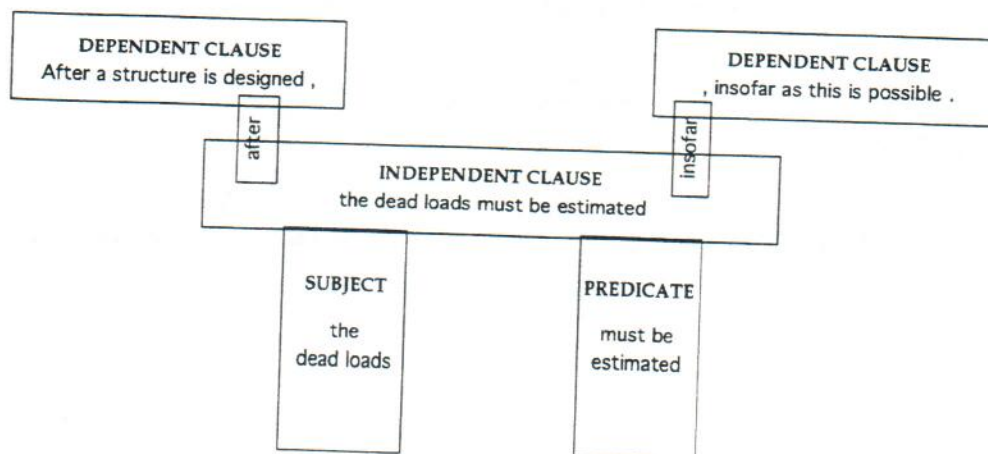 DEPENDENT CLAUSE
After a structure is designed ,
DEPENDENT CLAUSE
, insofar as this is possible .
after
insofar
INDEPENDENT CLAUSE
the dead loads must be estimated
SUBJECT
the
dead loads
PREDICATE
must be
estimated